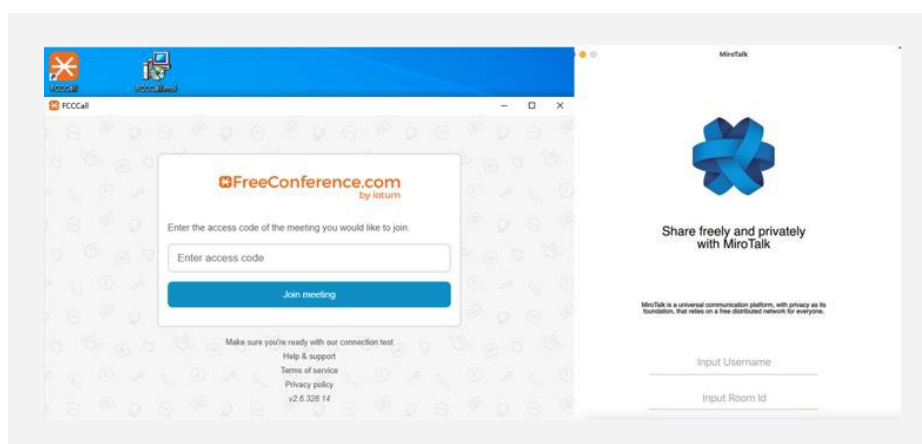 FCCCall
FCCCall.msi
FCCCall
FreeConference.com
by iotum
Enter the access code of the meeting you would like to join.
Enter access code
Join meeting
Make sure you're ready with our connection test
Help & support
Terms of service
Privacy policy
v2.6.328.14
MiroTalk
Share freely and privately
with MiroTalk
MiroTalk is a universal communication platform, with privacy as its
foundation, that relies on a free distributed network for everyone.
Input Username
Input Room Id